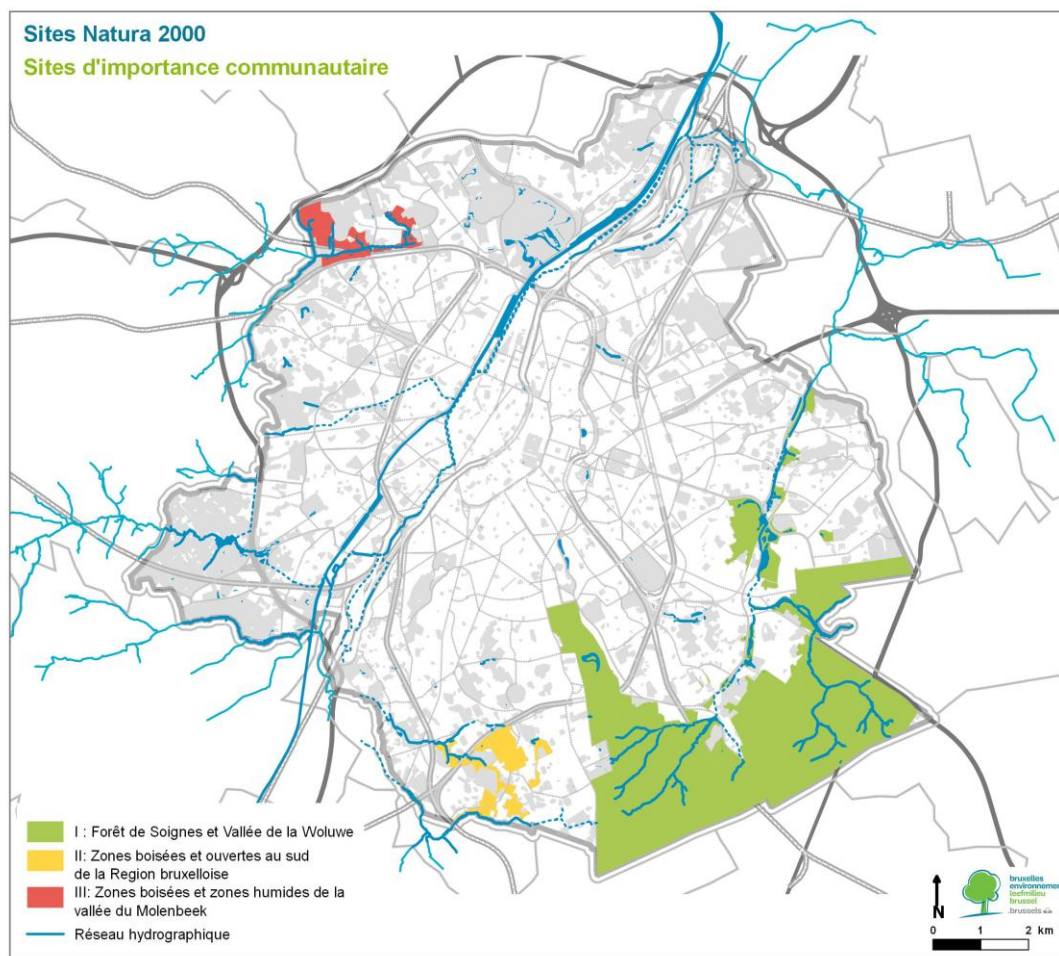 Sites Natura 2000
Sites d'importance communautaire
I : Forêt de Soignes et Vallée de la Woluwe
II: Zones boisées et ouvertes au sud
de la Region bruxelloise
III: Zones boisées et zones humides de la
vallée du Molenbeek
Réseau hydrographique
N
0 1 2 km
bruxelles
environnement
leefmilieu
brussel
.brussels